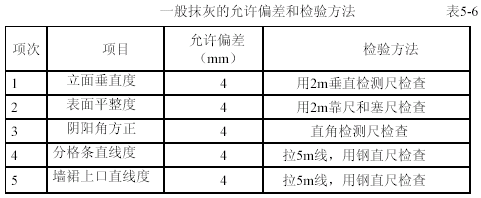 一般抹灰的允许偏差和检验方法 表5-6
项次 项目 允许偏差（mm） 检验方法
1 立面垂直度 4 用2m垂直检测尺检查
2 表面平整度 4 用2m靠尺和塞尺检查
3 阴阳角方正 4 直角检测尺检查
4 分格条直线度 4 拉5m线，用钢直尺检查
5 墙裙上口直线度 4 拉5m线，用钢直尺检查